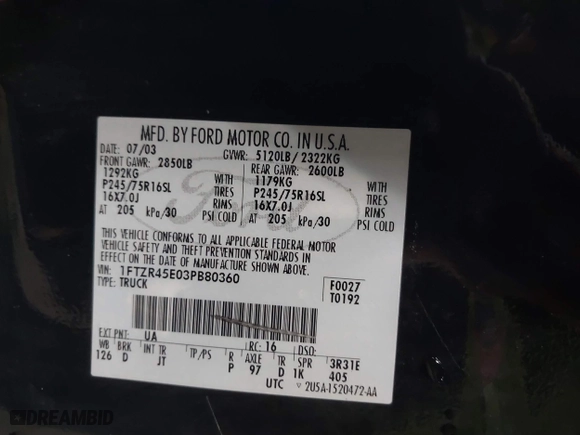 MFD. BY FORD MOTOR CO. IN U.S.A.
DATE: 07/03 GVWR: 5120LB/ 2322KG
FRONT GAWR: 2850LB REAR GAWR: 2600LB
1292KG WITH 1179KG WITH
P245/75R16SL TIRES P245/75R16SL TIRES
16X7.0J RIMS 16X7.0J RIMS
AT 205 kPa/30 PSI COLD AT 205 kPa/30 PSI COLD
THIS VEHICLE CONFORMS TO ALL APPLICABLE FEDERAL MOTOR
VEHICLE SAFETY AND THEFT PREVENTION STANDARDS IN
EFFECT ON THE DATE OF MANUFACTURE SHOWN ABOVE.
VIN: 1FTZR45E03PB80360 F0027
TYPE: TRUCK T0192
EXT PNT: UA RC: 16 DSO:
WB BRK INT TR TP/PS R AXLE TR SPR 3R31E
126 D JT P 97 D 1K 405
UTC 2U5A-1520472-AA
Ford
© DREAMBID